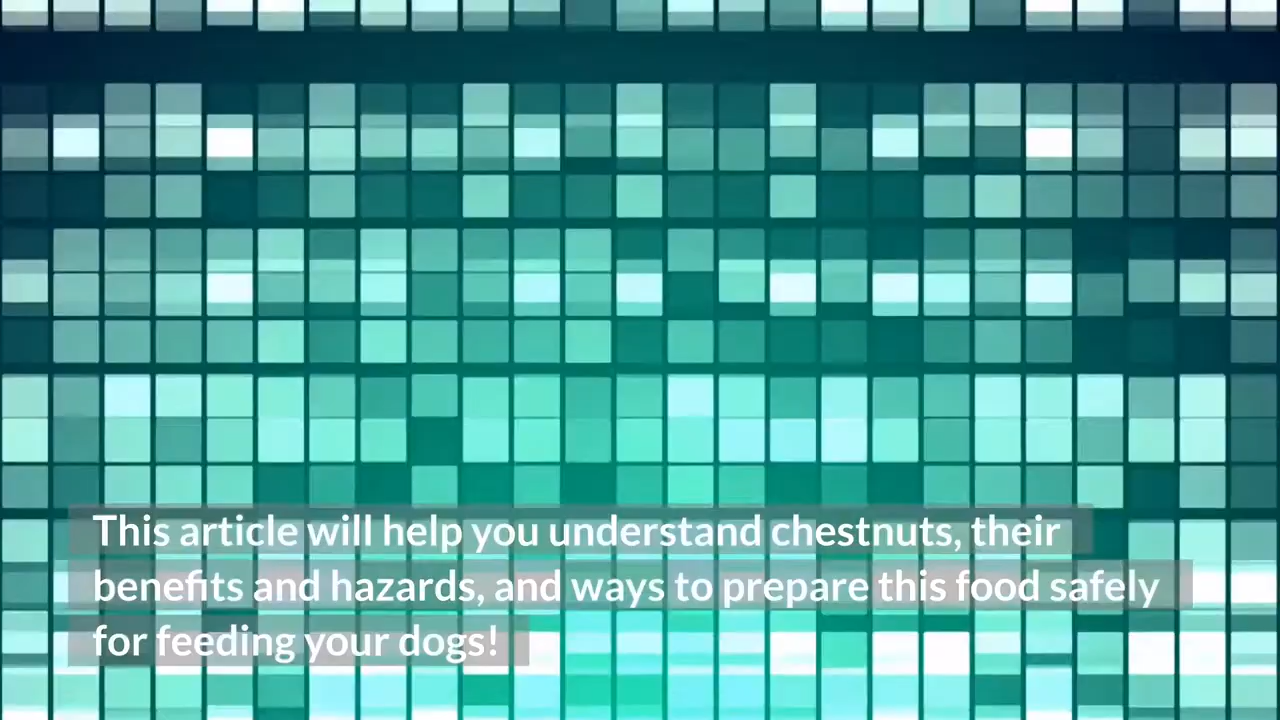 This article will help you understand chestnuts, their
benefits and hazards, and ways to prepare this food safely
for feeding your dogs!